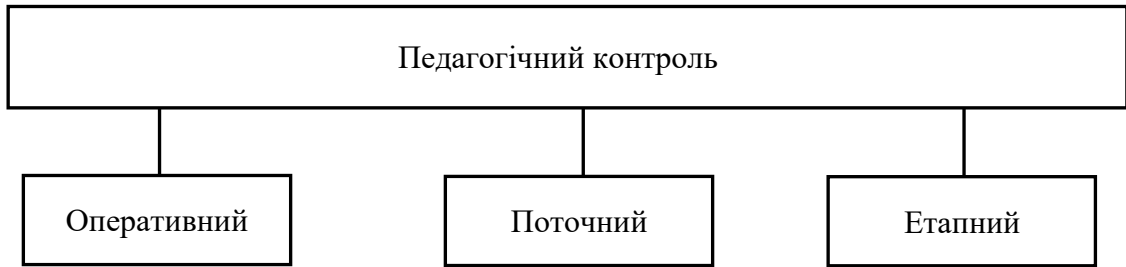 Педагогічний контроль
Оперативний
Поточний
Етапний